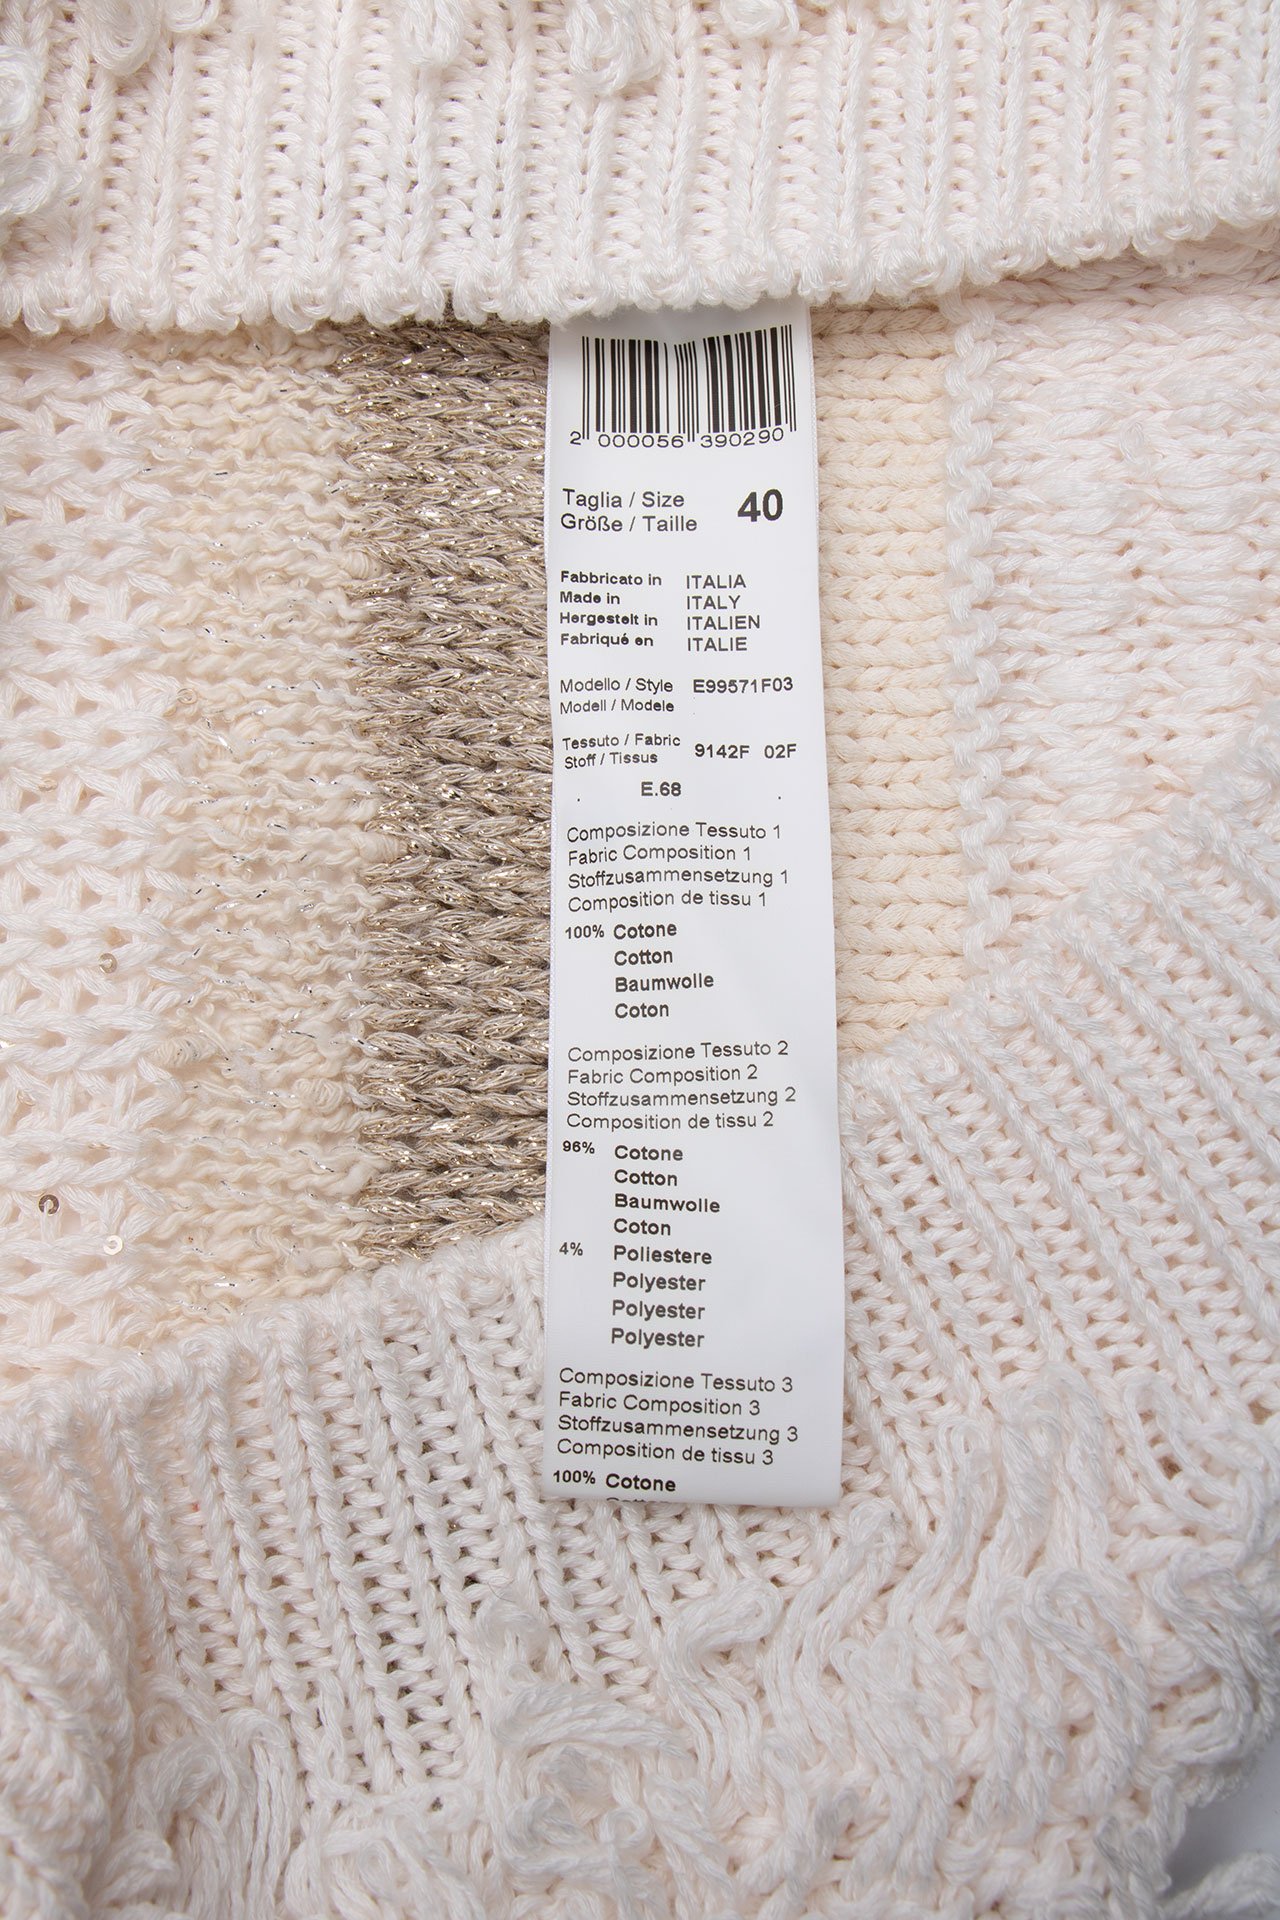 2 000056 390290
Taglia / Size 40
Größe / Taille
Fabbricato in ITALIA
Made in ITALY
Hergestelt in ITALIEN
Fabriqué en ITALIE
Modello / Style E99571F03
Modell / Modele
Tessuto / Fabric 9142F 02F
Stoff / Tissus
. E.68 .
Composizione Tessuto 1
Fabric Composition 1
Stoffzusammensetzung 1
Composition de tissu 1
100% Cotone
Cotton
Baumwolle
Coton
Composizione Tessuto 2
Fabric Composition 2
Stoffzusammensetzung 2
Composition de tissu 2
96% Cotone
Cotton
Baumwolle
Coton
4% Poliestere
Polyester
Polyester
Polyester
Composizione Tessuto 3
Fabric Composition 3
Stoffzusammensetzung 3
Composition de tissu 3
100% Cotone